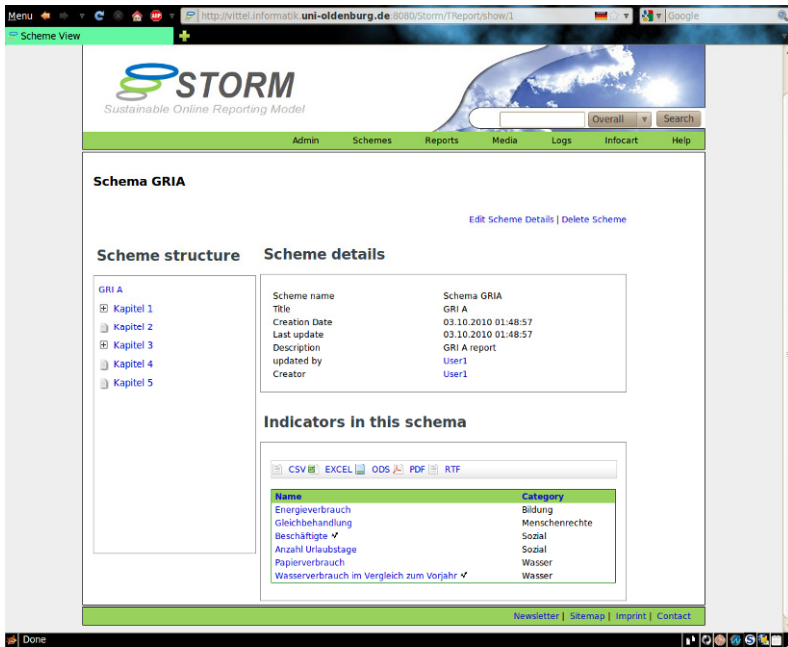 Menu
http://vittel.informatik.uni-oldenburg.de:8080/Storm/TReport/show/1
Google
Scheme View
STORM
Sustainable Online Reporting Model
Overall Search
Admin Schemes Reports Media Logs Infocart Help
Schema GRIA
Edit Scheme Details | Delete Scheme
Scheme structure
GRI A
Kapitel 1
Kapitel 2
Kapitel 3
Kapitel 4
Kapitel 5
Scheme details
Scheme name Schema GRIA
Title GRI A
Creation Date 03.10.2010 01:48:57
Last update 03.10.2010 01:48:57
Description GRI A report
updated by User1
Creator User1
Indicators in this schema
CSV EXCEL ODS PDF RTF
Name Category
Energieverbrauch Bildung
Gleichbehandlung Menschenrechte
Beschäftigte Sozial
Anzahl Urlaubstage Sozial
Papierverbrauch Wasser
Wasserverbrauch im Vergleich zum Vorjahr Wasser
Newsletter | Sitemap | Imprint | Contact
Done